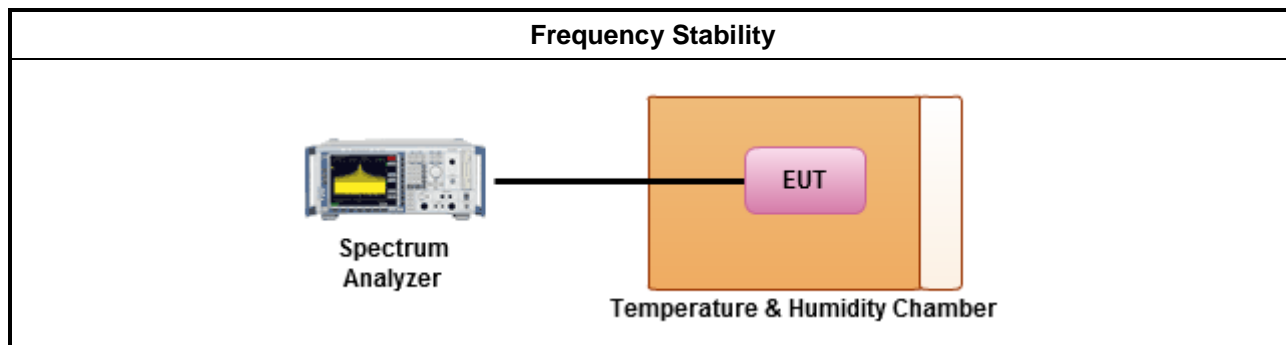 Frequency Stability
EUT
Spectrum
Analyzer
Temperature & Humidity Chamber